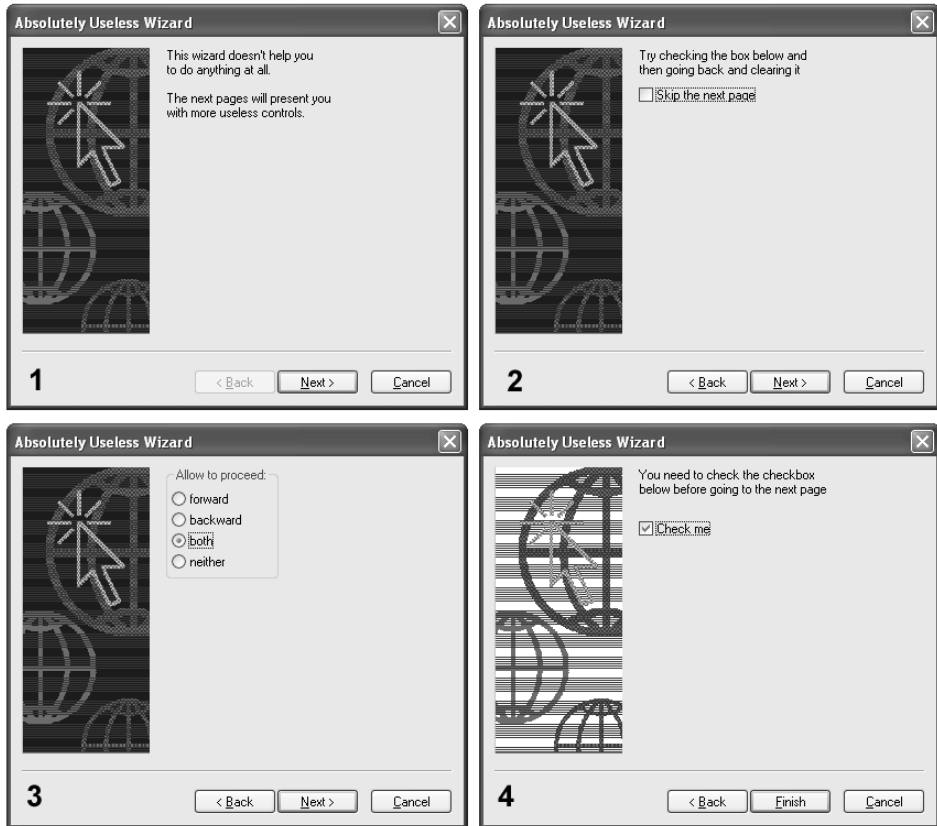 Absolutely Useless Wizard
This wizard doesn't help you
to do anything at all.
The next pages will present you
with more useless controls.
1
< Back
Next >
Cancel
Absolutely Useless Wizard
Try checking the box below and
then going back and clearing it
Skip the next page
2
< Back
Next >
Cancel
Absolutely Useless Wizard
Allow to proceed:
forward
backward
both
neither
3
< Back
Next >
Cancel
Absolutely Useless Wizard
You need to check the checkbox
below before going to the next page
Check me
4
< Back
Finish
Cancel